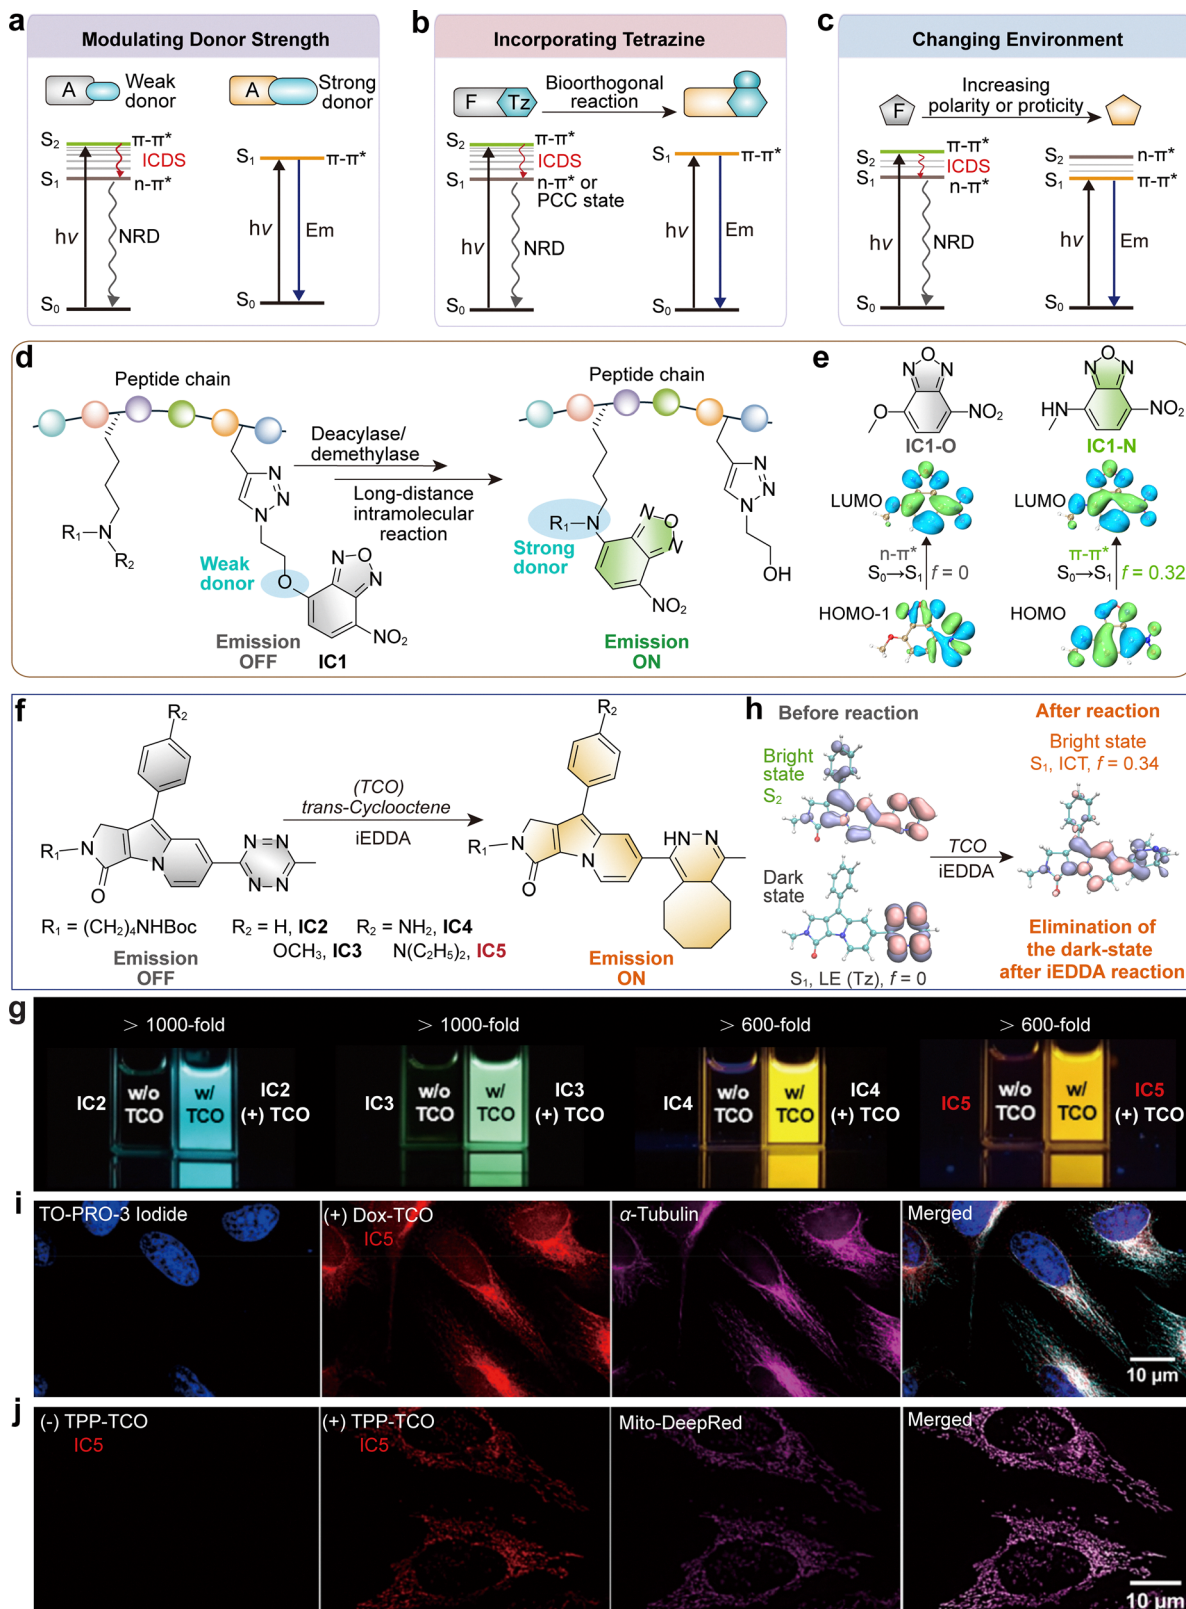 a
Modulating Donor Strength
A
Weak
donor
A
Strong
donor
S₂
π-π*
ICDS
S₁
n-π*
hν
NRD
S₀
S₁
π-π*
hν
Em
S₀
b
Incorporating Tetrazine
F
Tz
Bioorthogonal
reaction
S₂
π-π*
ICDS
S₁
n-π* or
PCC state
hν
NRD
S₀
S₁
π-π*
hν
Em
S₀
c
Changing Environment
F
Increasing
polarity or proticity
S₂
π-π*
ICDS
S₁
n-π*
hν
NRD
S₀
S₂
n-π*
S₁
π-π*
hν
Em
S₀
d
Peptide chain
R₁
N
R₂
N
N
N
Weak
donor
O
N
O
N
NO₂
Emission
OFF
IC1
Deacylase/
demethylase
Long-distance
intramolecular
reaction
Peptide chain
R₁
N
Strong
donor
N
O
N
NO₂
Emission
ON
N
N
N
OH
e
N
O
N
O
NO₂
IC1-O
LUMO
n-π*
S₀→S₁
f = 0
HOMO-1
N
O
N
HN
NO₂
IC1-N
LUMO
π-π*
S₀→S₁
f = 0.32
HOMO
f
R₂
R₁
N
O
N
N
N
N
N
R₁ = (CH₂)₄NHBoc
R₂ = H, IC2
R₂ = NH₂, IC4
OCH₃, IC3
N(C₂H₅)₂, IC5
Emission
OFF
(TCO)
trans-Cyclooctene
iEDDA
R₂
R₁
N
O
N
HN
N
Emission
ON
h
Before reaction
Bright
state
S₂
Dark
state
S₁, LE (Tz), f = 0
TCO
iEDDA
After reaction
Bright state
S₁, ICT, f = 0.34
Elimination of
the dark-state
after iEDDA reaction
g
> 1000-fold
IC2
w/o
TCO
w/
TCO
IC2
(+) TCO
> 1000-fold
IC3
w/o
TCO
w/
TCO
IC3
(+) TCO
> 600-fold
IC4
w/o
TCO
w/
TCO
IC4
(+) TCO
> 600-fold
IC5
w/o
TCO
w/
TCO
IC5
(+) TCO
i
TO-PRO-3 Iodide
(+) Dox-TCO
IC5
α-Tubulin
Merged
10 μm
j
(-) TPP-TCO
IC5
(+) TPP-TCO
IC5
Mito-DeepRed
Merged
10 μm